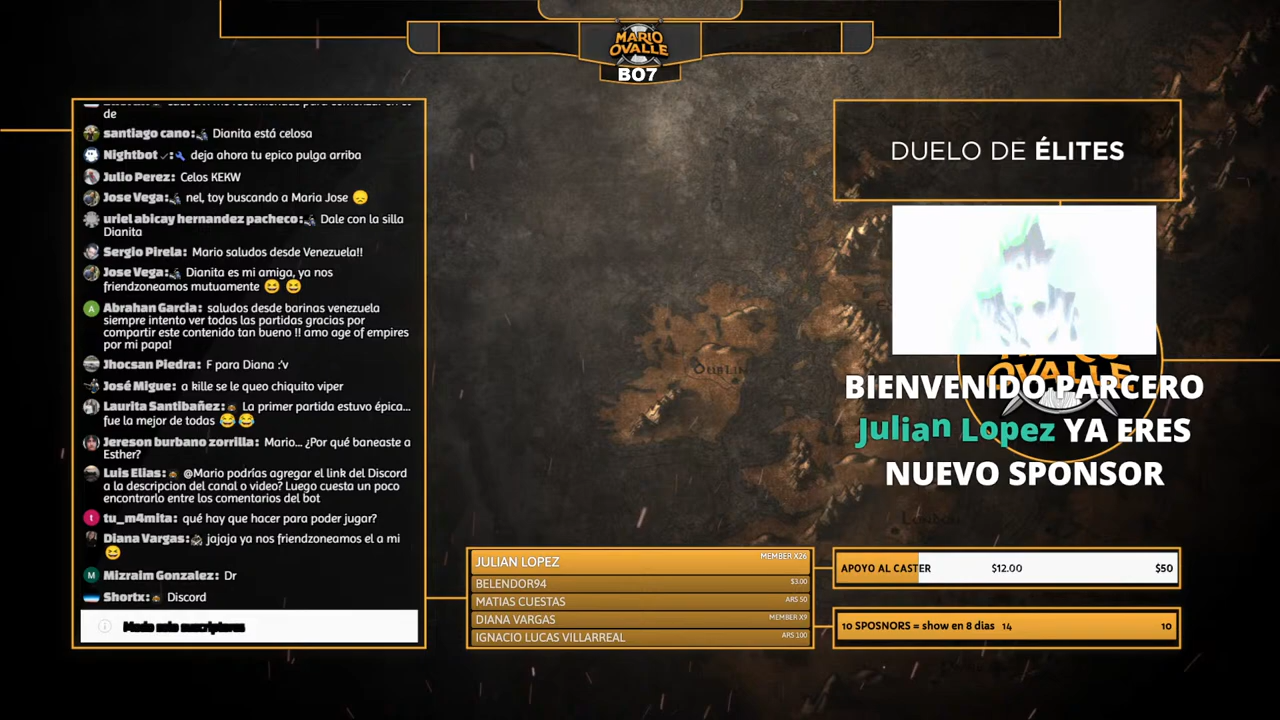 MARIO
OVALLE
BO7
de
santiago cano: Dianita está celosa
Nightbot: deja ahora tu epico pulga arriba
Julio Perez: Celos KEKW
Jose Vega: nel, toy buscando a Maria Jose 😞
uriel abicay hernandez pacheco: Dale con la silla
Dianita
Sergio Pirela: Mario saludos desde Venezuela!!
Jose Vega: Dianita es mi amiga, ya nos
friendzoneamos mutuamente 😆 😆
A Abrahan Garcia: saludos desde barinas venezuela
siempre intento ver todas las partidas gracias por
compartir este contenido tan bueno !! amo age of empires
por mi papa!
Jhocsan Piedra: F para Diana :'v
José Migue: a kille se le queo chiquito viper
Laurita Santibañez: La primer partida estuvo épica...
fue la mejor de todas 😂 😂
Jereson burbano zorrilla: Mario... ¿Por qué baneaste a
Esther?
Luis Elias: @Mario podrías agregar el link del Discord
a la descripcion del canal o video? Luego cuesta un poco
encontrarlo entre los comentarios del bot
t tu_m4mita: qué hay que hacer para poder jugar?
Diana Vargas: jajaja ya nos friendzoneamos el a mi
😆
M Mizraim Gonzalez: Dr
Shortx: Discord
Modo solo suscriptores
DUBLIN
LONDON
JULIAN LOPEZ MEMBER X26
BELENDOR94 $3.00
MATIAS CUESTAS ARS 50
DIANA VARGAS MEMBER X9
IGNACIO LUCAS VILLARREAL ARS 100
DUELO DE ÉLITES
OVALLE
BIENVENIDO PARCERO
Julian Lopez YA ERES
NUEVO SPONSOR
APOYO AL CASTER $12.00 $50
10 SPOSNORS = show en 8 dias 14 10